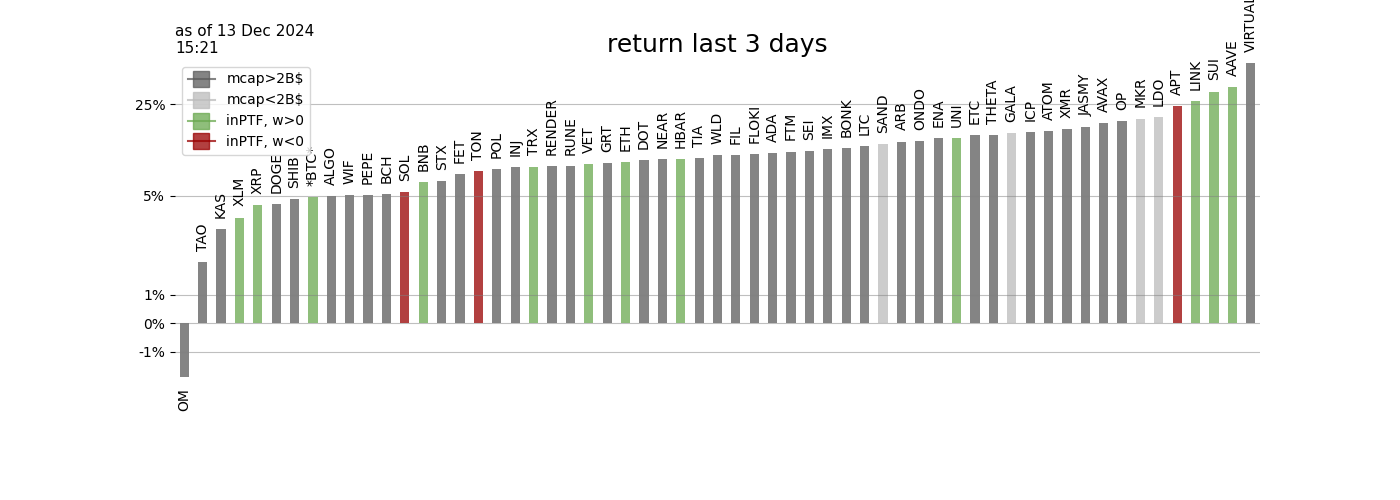 as of 13 Dec 2024
15:21
return last 3 days
mcap>2B$
mcap<2B$
inPTF, w>0
inPTF, w<0
25%
5%
1%
0%
-1%
OM
TAO
KAS
XLM
XRP
DOGE
SHIB
*BTC*
ALGO
WIF
PEPE
BCH
SOL
BNB
STX
FET
TON
POL
INJ
TRX
RENDER
RUNE
VET
GRT
ETH
DOT
NEAR
HBAR
TIA
WLD
FIL
FLOKI
ADA
FTM
SEI
IMX
BONK
LTC
SAND
ARB
ONDO
ENA
UNI
ETC
THETA
GALA
ICP
ATOM
XMR
JASMY
AVAX
OP
MKR
LDO
APT
LINK
SUI
AAVE
VIRTUAL